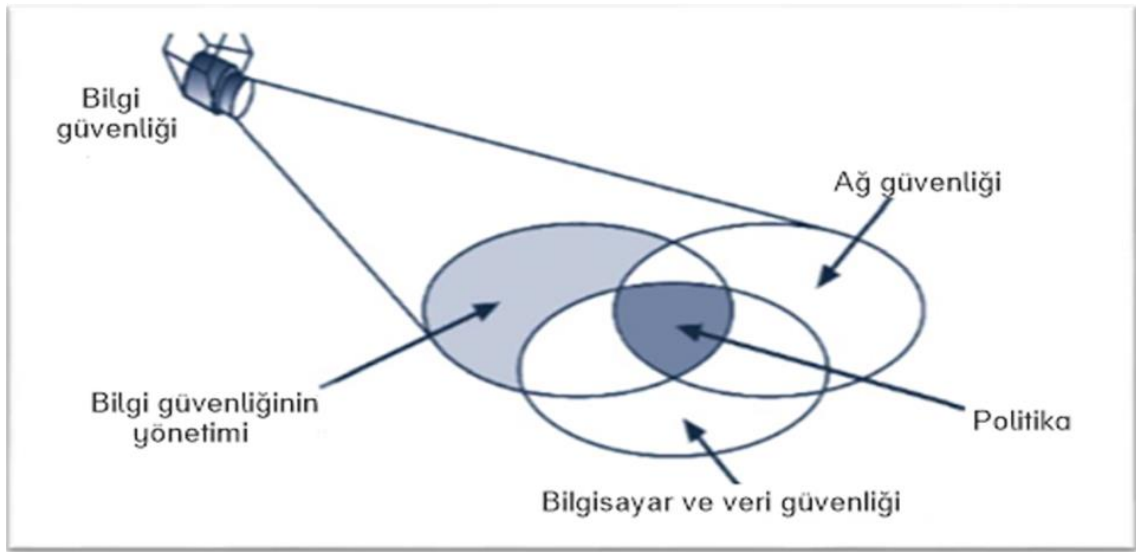 Bilgi
güvenliği
Ağ güvenliği
Bilgi güvenliğinin
yönetimi
Politika
Bilgisayar ve veri güvenliği